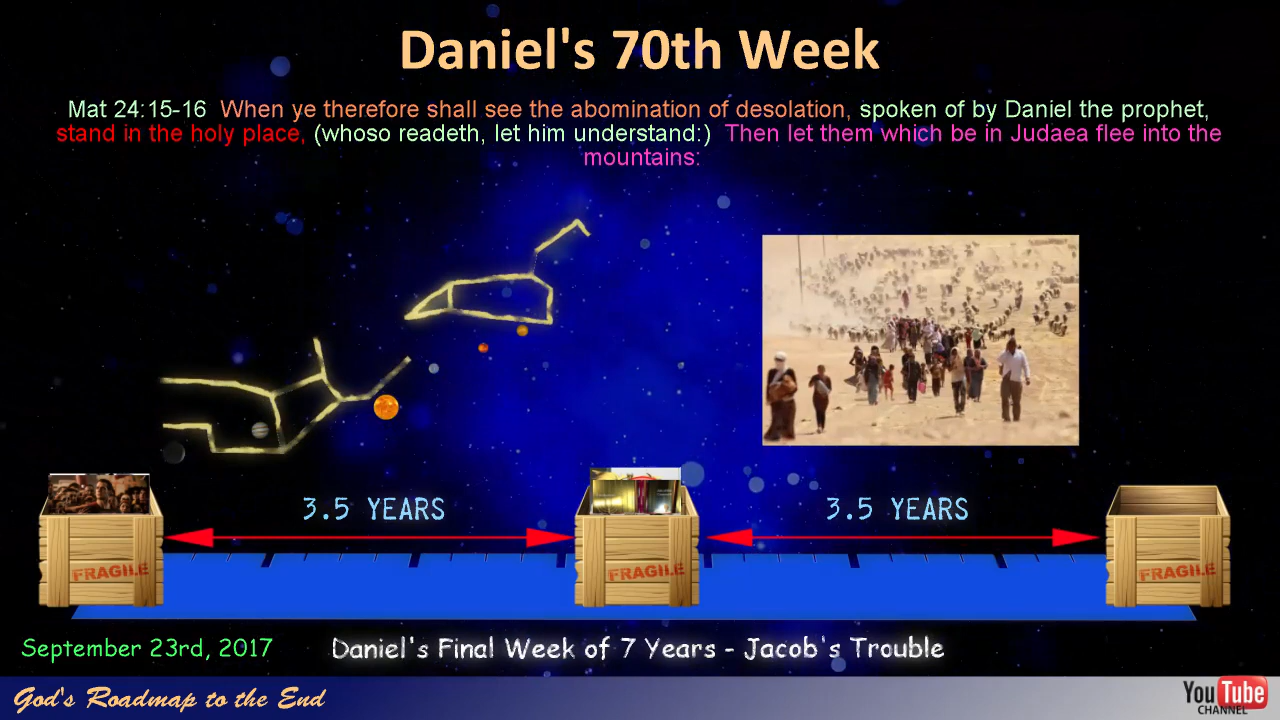 Daniel's 70th Week
Mat 24:15-16  When ye therefore shall see the abomination of desolation, spoken of by Daniel the prophet,
stand in the holy place, (whoso readeth, let him understand:)  Then let them which be in Judaea flee into the
mountains:
3.5 YEARS
3.5 YEARS
FRAGILE
FRAGILE
FRAGILE
September 23rd, 2017
Daniel's Final Week of 7 Years - Jacob's Trouble
God's Roadmap to the End
YouTube
CHANNEL